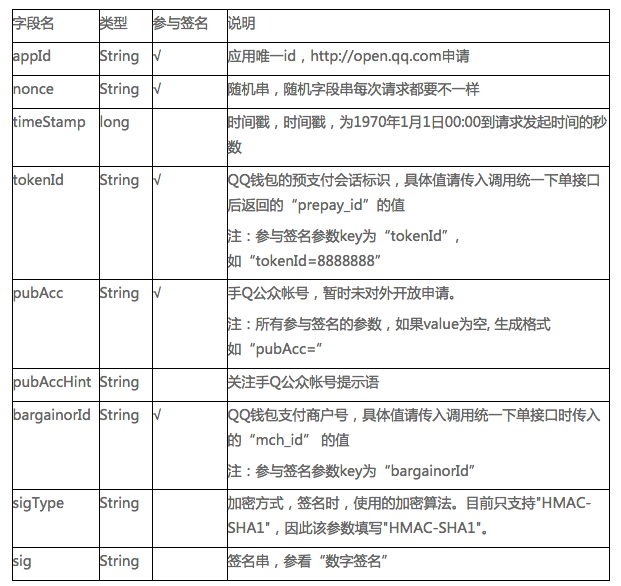 字段名 类型 参与签名 说明
appId String √ 应用唯一id，http://open.qq.com申请
nonce String √ 随机串，随机字段串每次请求都要不一样
timeStamp long 时间戳，时间戳，为1970年1月1日00:00到请求发起时间的秒
数
tokenId String √ QQ钱包的预支付会话标识，具体值请传入调用统一下单接口
后返回的“prepay_id”的值
注：参与签名参数key为“tokenId”，
如“tokenId=8888888”
pubAcc String √ 手Q公众帐号，暂时未对外开放申请。
注：所有参与签名的参数，如果value为空, 生成格式
如“pubAcc=”
pubAccHint String 关注手Q公众帐号提示语
bargainorId String √ QQ钱包支付商户号，具体值请传入调用统一下单接口时传入
的“mch_id” 的值
注：参与签名参数key为“bargainorId”
sigType String 加密方式，签名时，使用的加密算法。目前只支持"HMAC-
SHA1"，因此该参数填写"HMAC-SHA1"。
sig String 签名串，参看“数字签名”